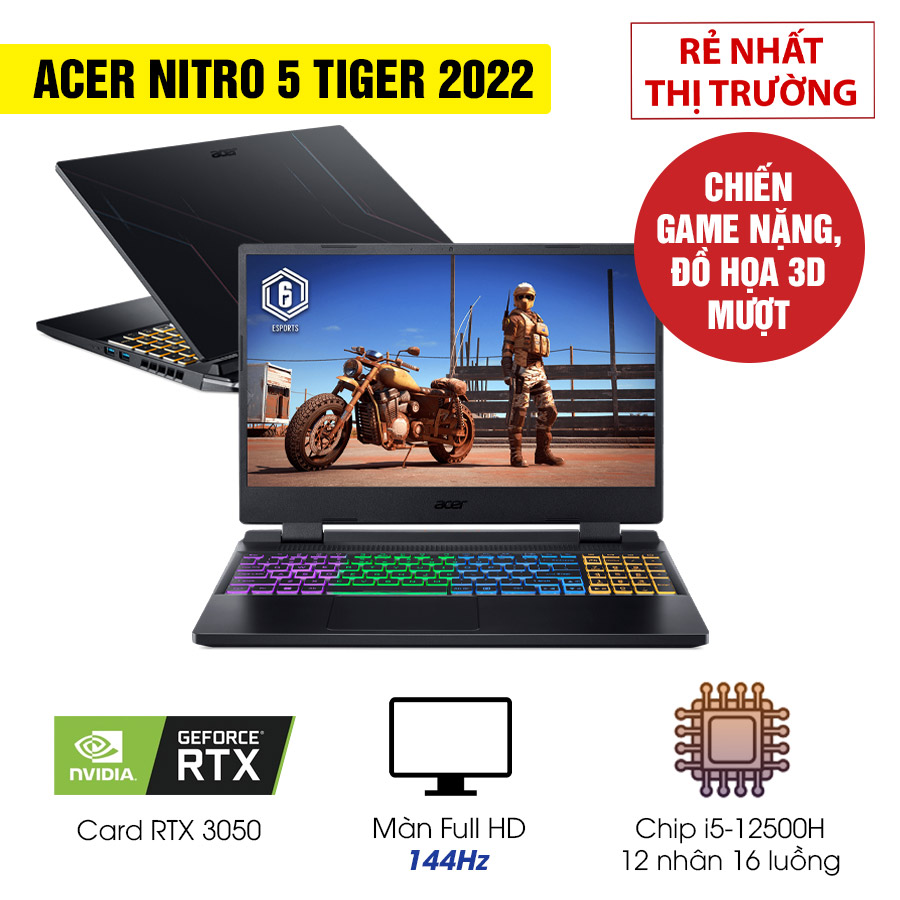 ACER NITRO 5 TIGER 2022
RẺ NHẤT
THỊ TRƯỜNG
CHIẾN
GAME NẶNG,
ĐỒ HỌA 3D
MƯỢT
acer
6
ESPORTS
acer
NVIDIA.
GEFORCE
RTX
Card RTX 3050
Màn Full HD
144Hz
Chip i5-12500H
12 nhân 16 luồng